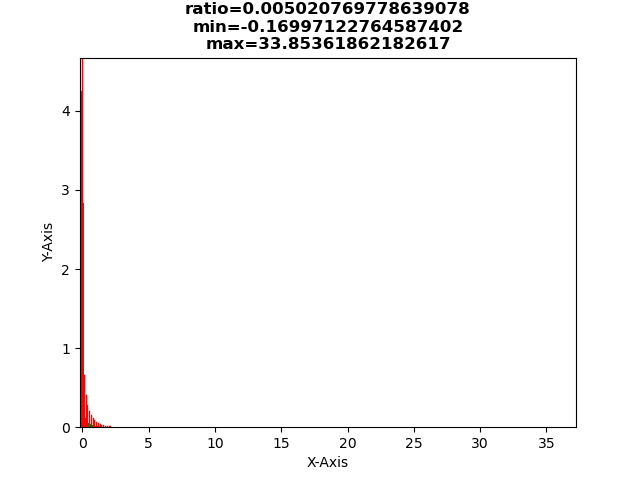 ratio=0.005020769778639078
min=-0.16997122764587402
max=33.85361862182617
4
3
2
1
0
Y-Axis
0 5 10 15 20 25 30 35
X-Axis